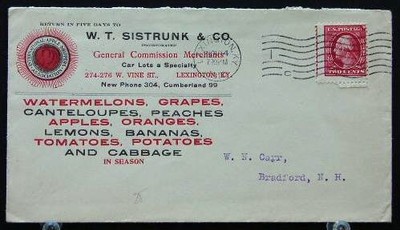 RETURN IN FIVE DAYS TO
W. T. SISTRUNK & CO.
INCORPORATED
General Commission Merchants
Car Lots a Specialty
274-276 W. VINE ST., LEXINGTON, KY.
New Phone 304, Cumberland 99
WATERMELONS, GRAPES,
CANTELOUPES, PEACHES
APPLES, ORANGES,
LEMONS, BANANAS,
TOMATOES, POTATOES
AND CABBAGE
IN SEASON
U.S. POSTAGE
TWO CENTS
W. N. Carr,
Bradford, N. H.